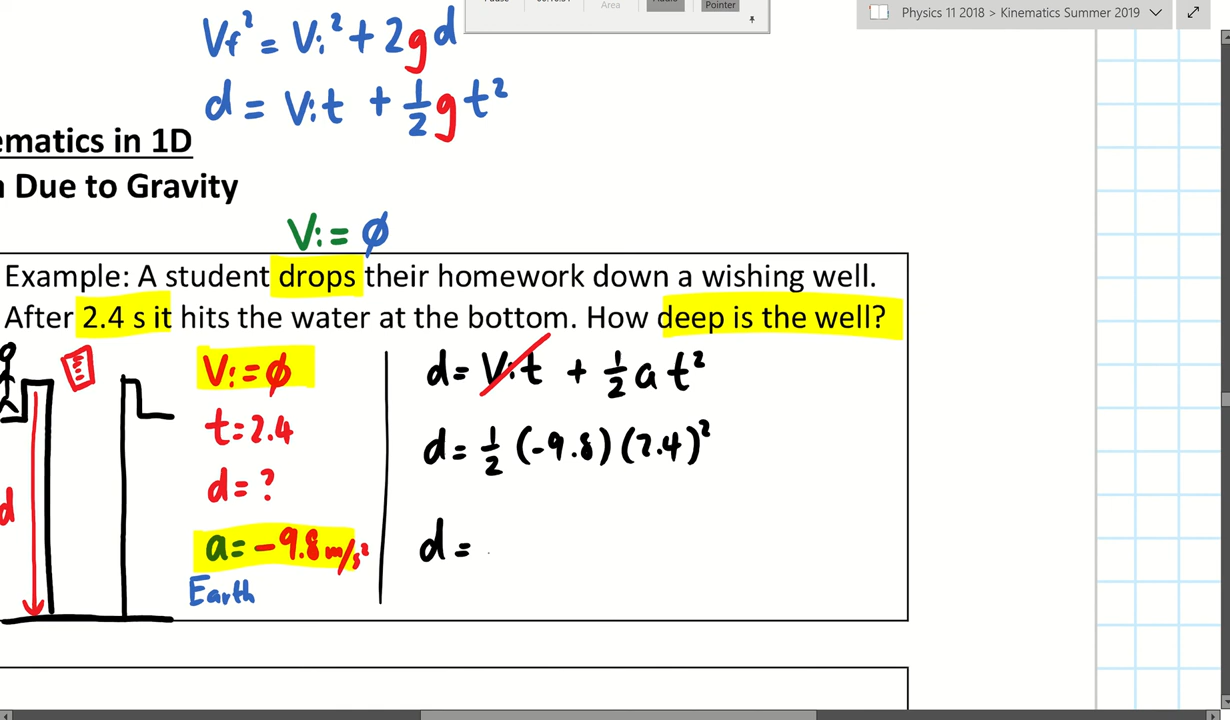 Area
Pointer
Physics 11 2018 > Kinematics Summer 2019
Vf² = Vi² + 2gd
d = Vit + ½gt²
ematics in 1D
n Due to Gravity
Vi = ø
Example: A student drops their homework down a wishing well.
After 2.4 s it hits the water at the bottom. How deep is the well?
Vi = ø
t = 2.4
d = ?
a = -9.8 m/s²
Earth
d
d = Vit + ½at²
d = ½(-9.8)(2.4)²
d =